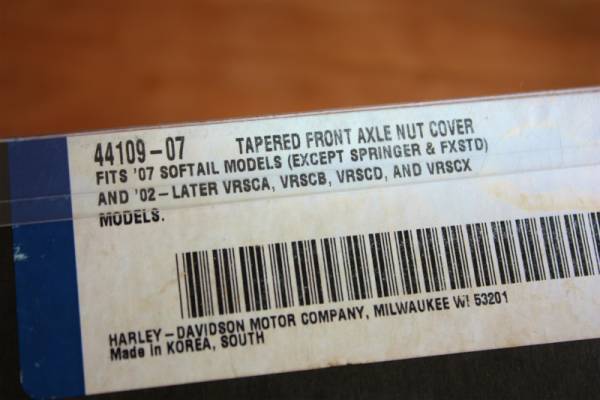 44109-07 TAPERED FRONT AXLE NUT COVER
FITS '07 SOFTAIL MODELS (EXCEPT SPRINGER & FXSTD)
AND '02-LATER VRSCA, VRSCB, VRSCD, AND VRSCX
MODELS.
HARLEY-DAVIDSON MOTOR COMPANY, MILWAUKEE WI 53201
Made in KOREA, SOUTH